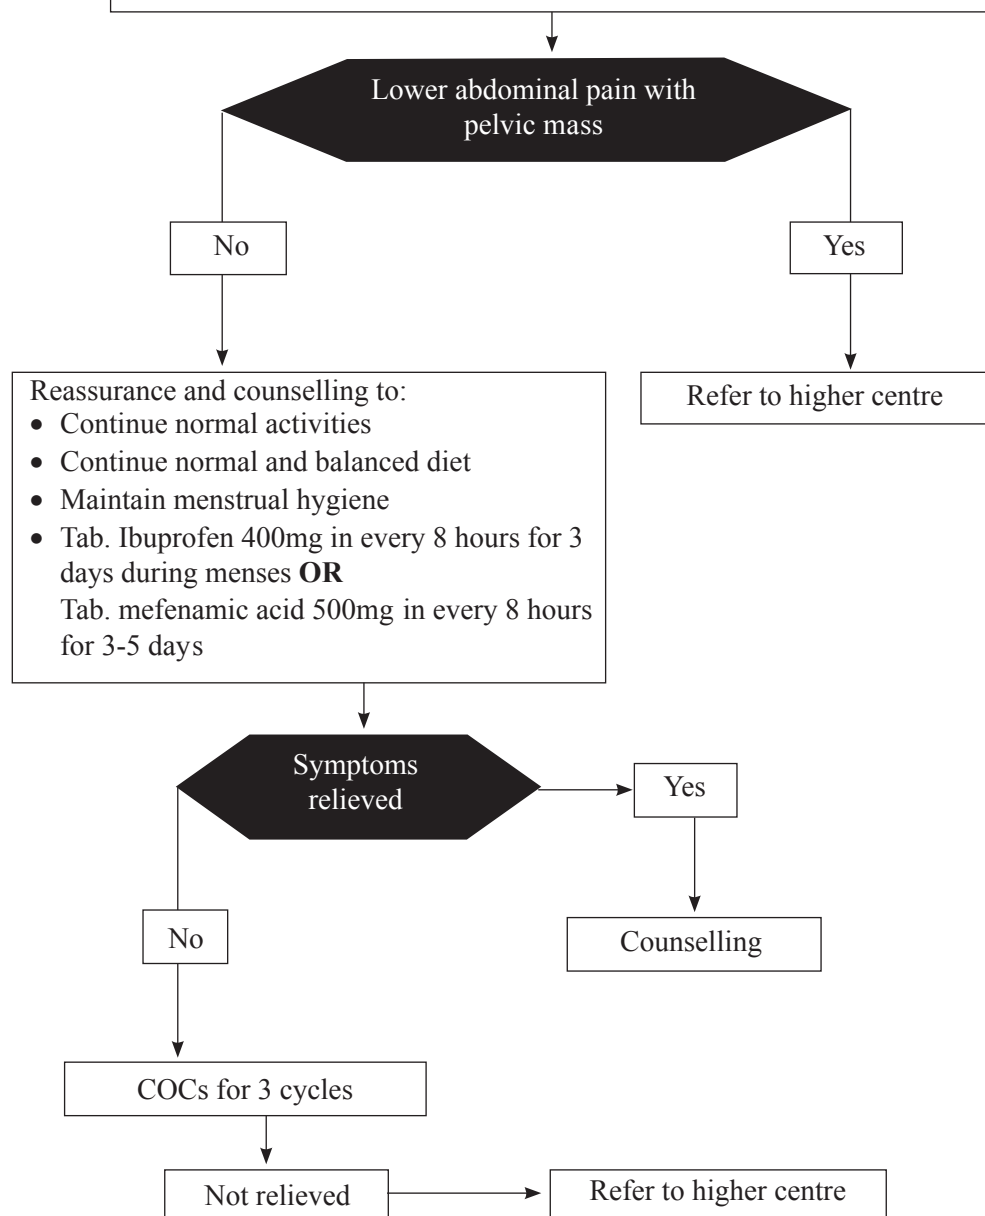 Lower abdominal pain with
pelvic mass
No
Yes
Reassurance and counselling to:
• Continue normal activities
• Continue normal and balanced diet
• Maintain menstrual hygiene
• Tab. Ibuprofen 400mg in every 8 hours for 3
days during menses OR
Tab. mefenamic acid 500mg in every 8 hours
for 3-5 days
Refer to higher centre
Symptoms
relieved
Yes
No
Counselling
COCs for 3 cycles
Not relieved
Refer to higher centre